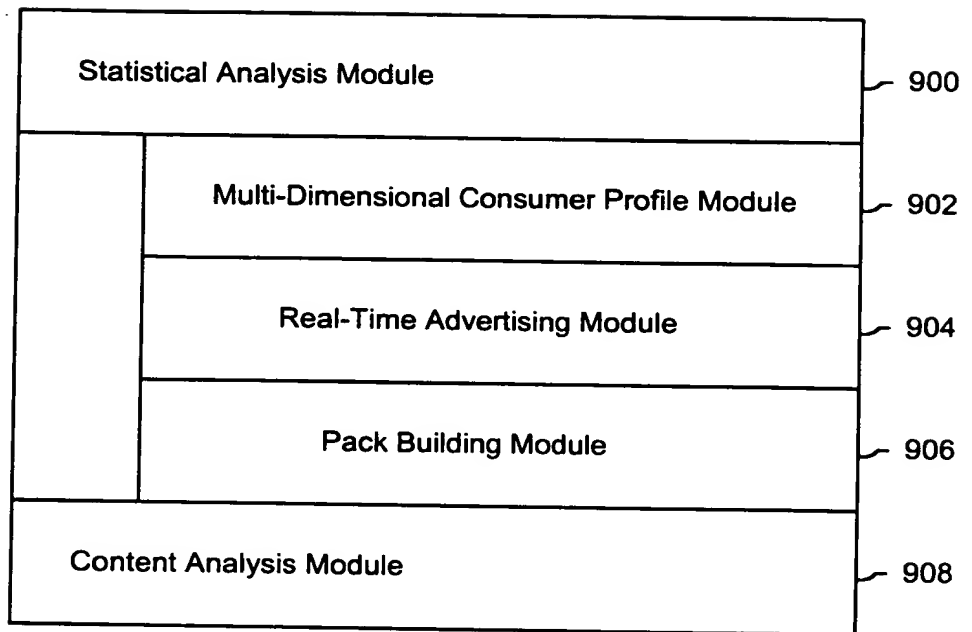 Statistical Analysis Module 900
Multi-Dimensional Consumer Profile Module 902
Real-Time Advertising Module 904
Pack Building Module 906
Content Analysis Module 908